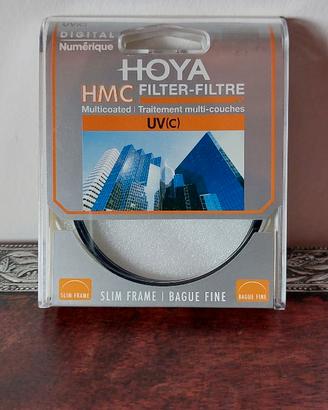 UV(C)
DIGITAL
Numérique
HOYA
HMC FILTER-FILTRE
Multicoated | Traitement multi-couches
UV(C)
SLIM FRAME
SLIM FRAME | BAGUE FINE
BAGUE FINE